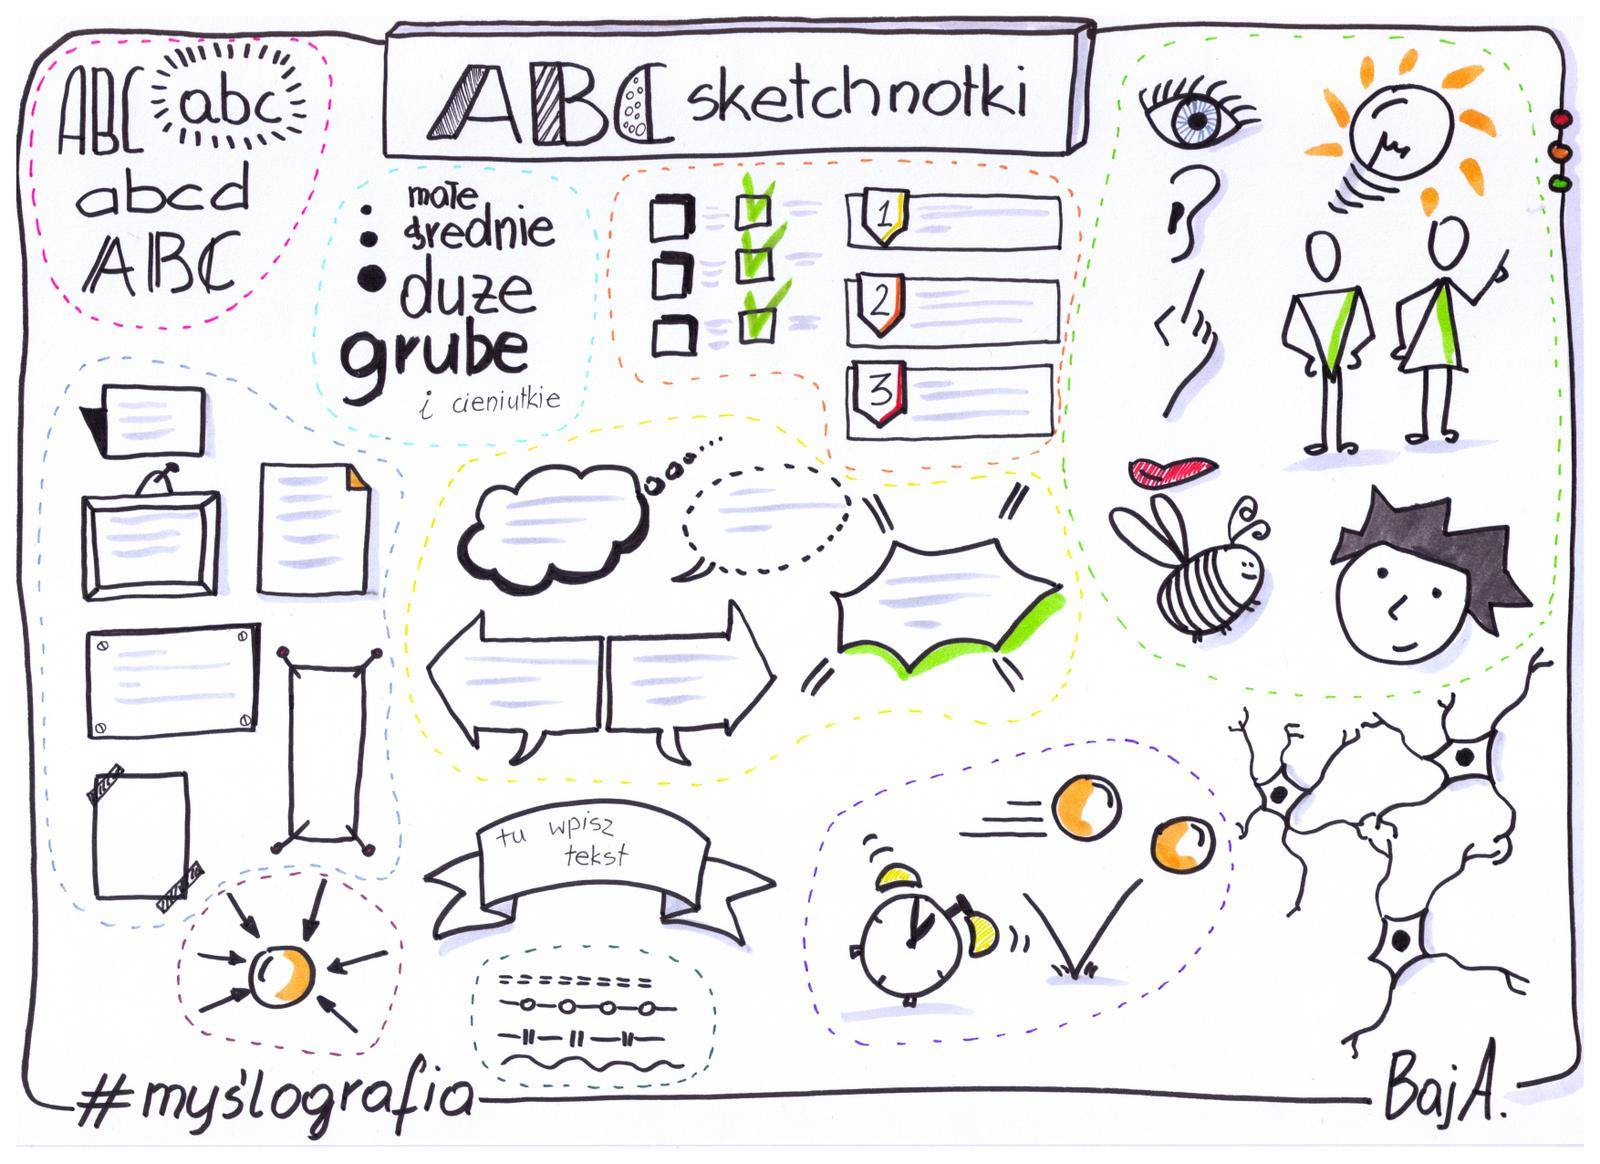 ABC sketchnotki
ABC
abc
abcd
ABC
małe
średnie
duże
grube
i cieniutkie
1
2
3
?
tu wpisz
tekst
#myślografia
BajA.